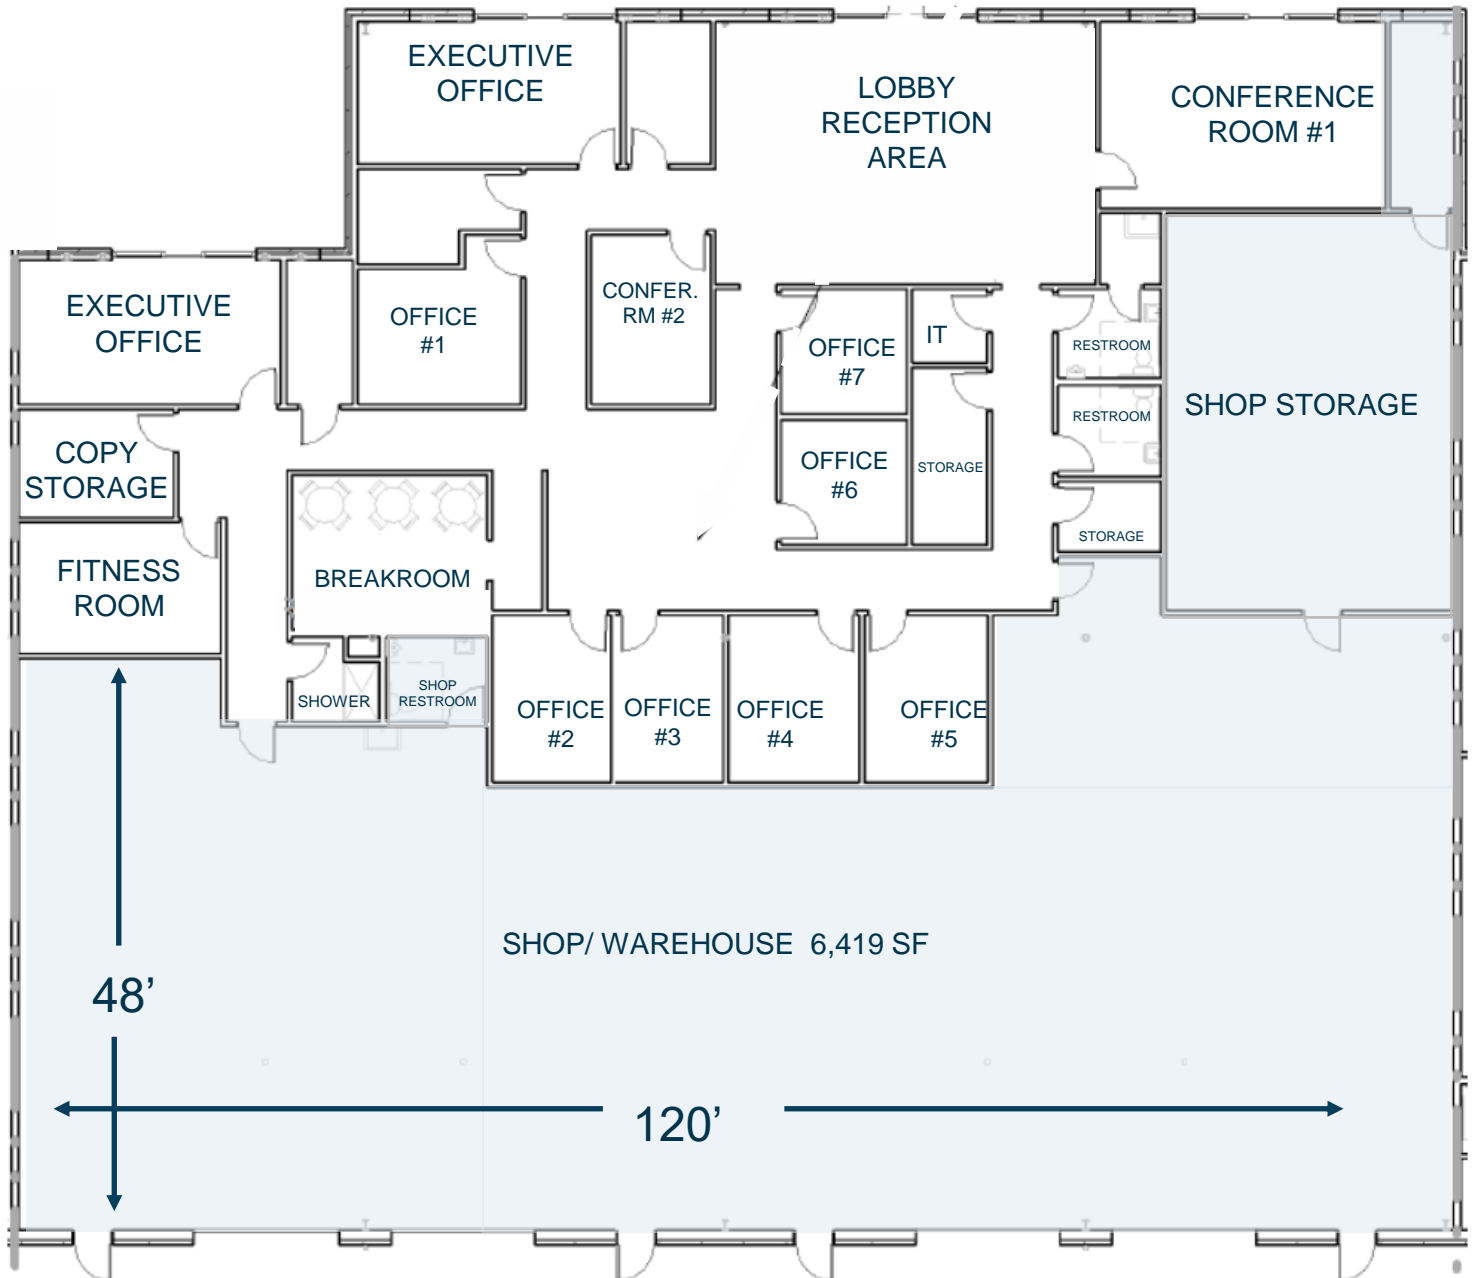 EXECUTIVE
OFFICE
LOBBY
RECEPTION
AREA
CONFERENCE
ROOM #1
EXECUTIVE
OFFICE
OFFICE
#1
CONFER.
RM #2
OFFICE
#7
IT
RESTROOM
RESTROOM
SHOP STORAGE
COPY
STORAGE
OFFICE
#6
STORAGE
STORAGE
FITNESS
ROOM
BREAKROOM
SHOWER
SHOP
RESTROOM
OFFICE
#2
OFFICE
#3
OFFICE
#4
OFFICE
#5
SHOP/ WAREHOUSE 6,419 SF
48’
120’